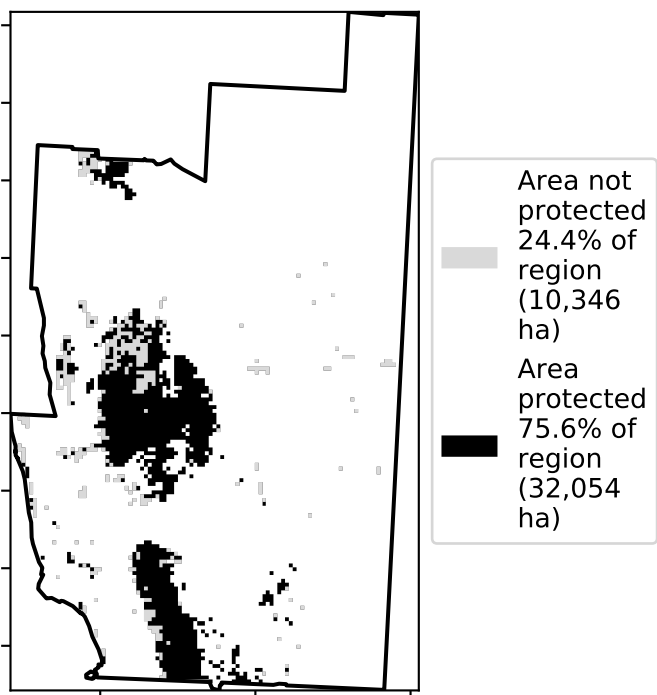 Area not
protected
24.4% of
region
(10,346
ha)
Area
protected
75.6% of
region
(32,054
ha)